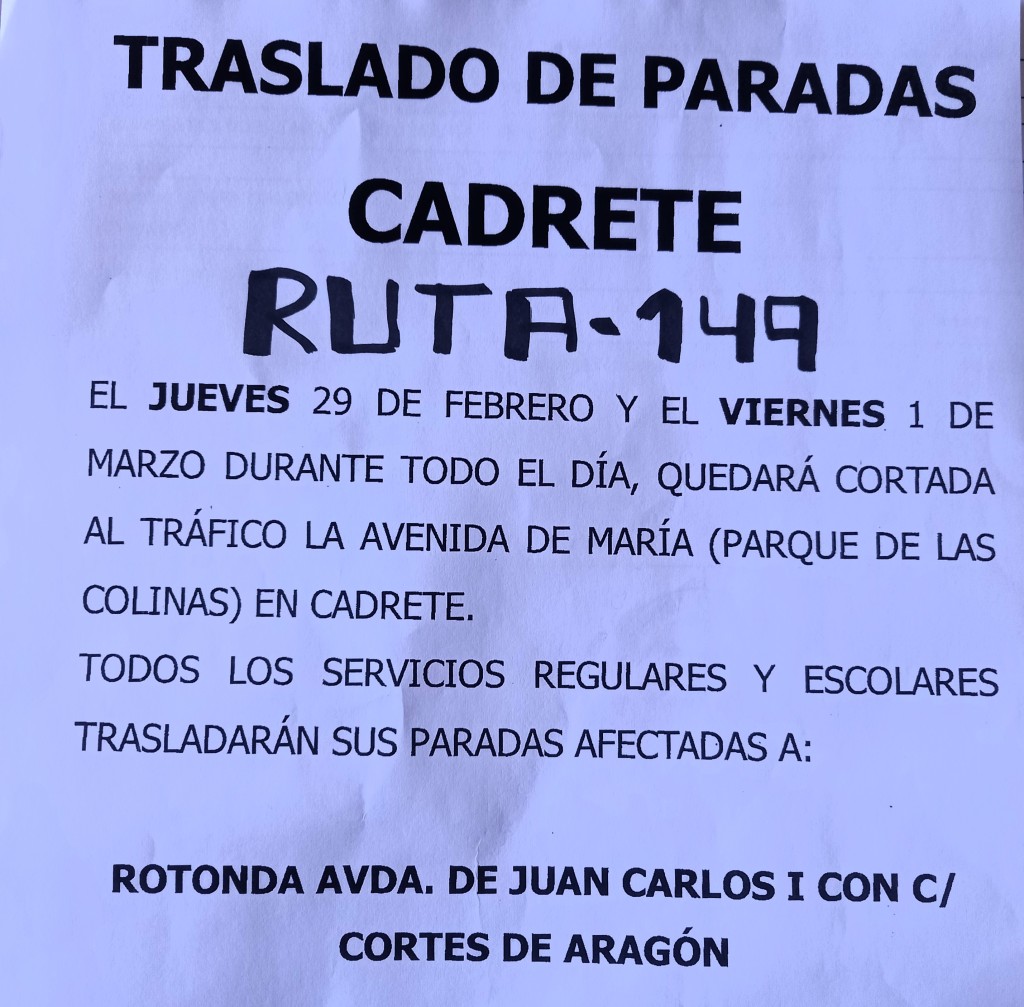 TRASLADO DE PARADAS
CADRETE
RUTA-149
EL JUEVES 29 DE FEBRERO Y EL VIERNES 1 DE
MARZO DURANTE TODO EL DÍA, QUEDARÁ CORTADA
AL TRÁFICO LA AVENIDA DE MARÍA (PARQUE DE LAS
COLINAS) EN CADRETE.
TODOS LOS SERVICIOS REGULARES Y ESCOLARES
TRASLADARÁN SUS PARADAS AFECTADAS A:
ROTONDA AVDA. DE JUAN CARLOS I CON C/
CORTES DE ARAGÓN